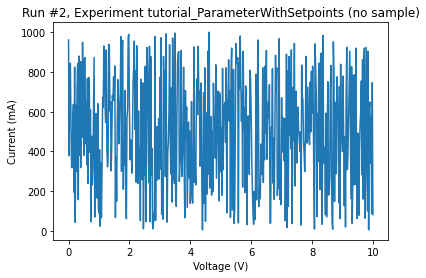 Run #2, Experiment tutorial_ParameterWithSetpoints (no sample)
1000
800
600
400
200
0
Current (mA)
0 2 4 6 8 10
Voltage (V)